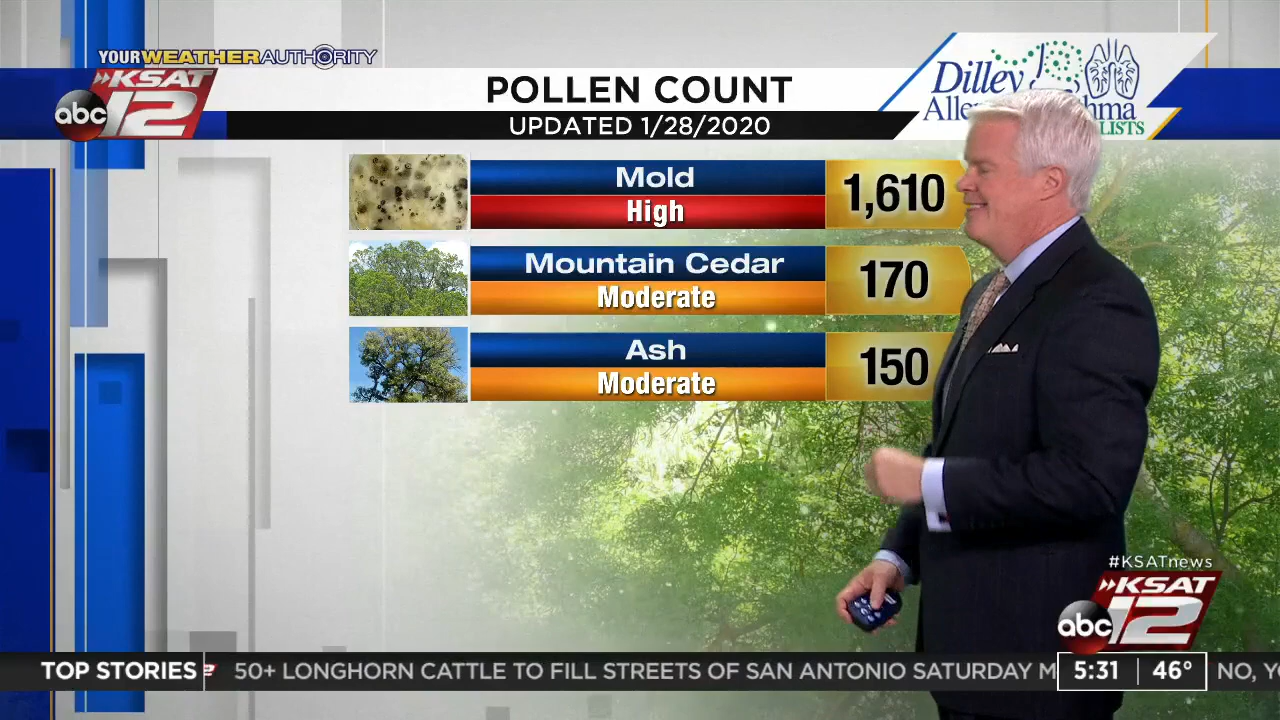 YOUR WEATHER AUTHORITY
KSAT
abc 12
POLLEN COUNT
UPDATED 1/28/2020
Dilley
Mold
High
1,610
Mountain Cedar
Moderate
170
Ash
Moderate
150
#KSATnews
KSAT
abc 12
TOP STORIES
50+ LONGHORN CATTLE TO FILL STREETS OF SAN ANTONIO SATURDAY M
5:31
46°
NO, Y